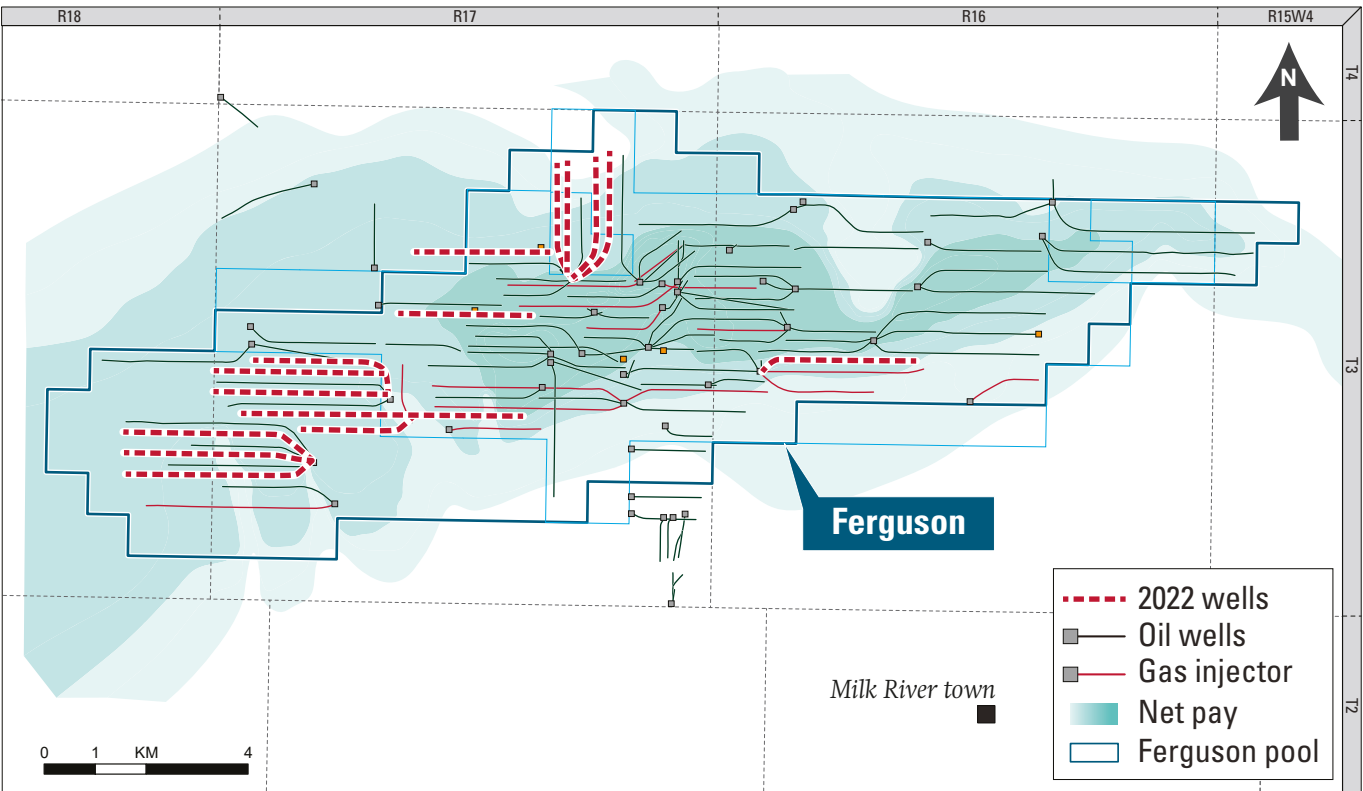 R18
R17
R16
R15W4
T4
N
T3
Ferguson
2022 wells
Oil wells
Gas injector
Net pay
Ferguson pool
Milk River town
T2
0 1 KM 4